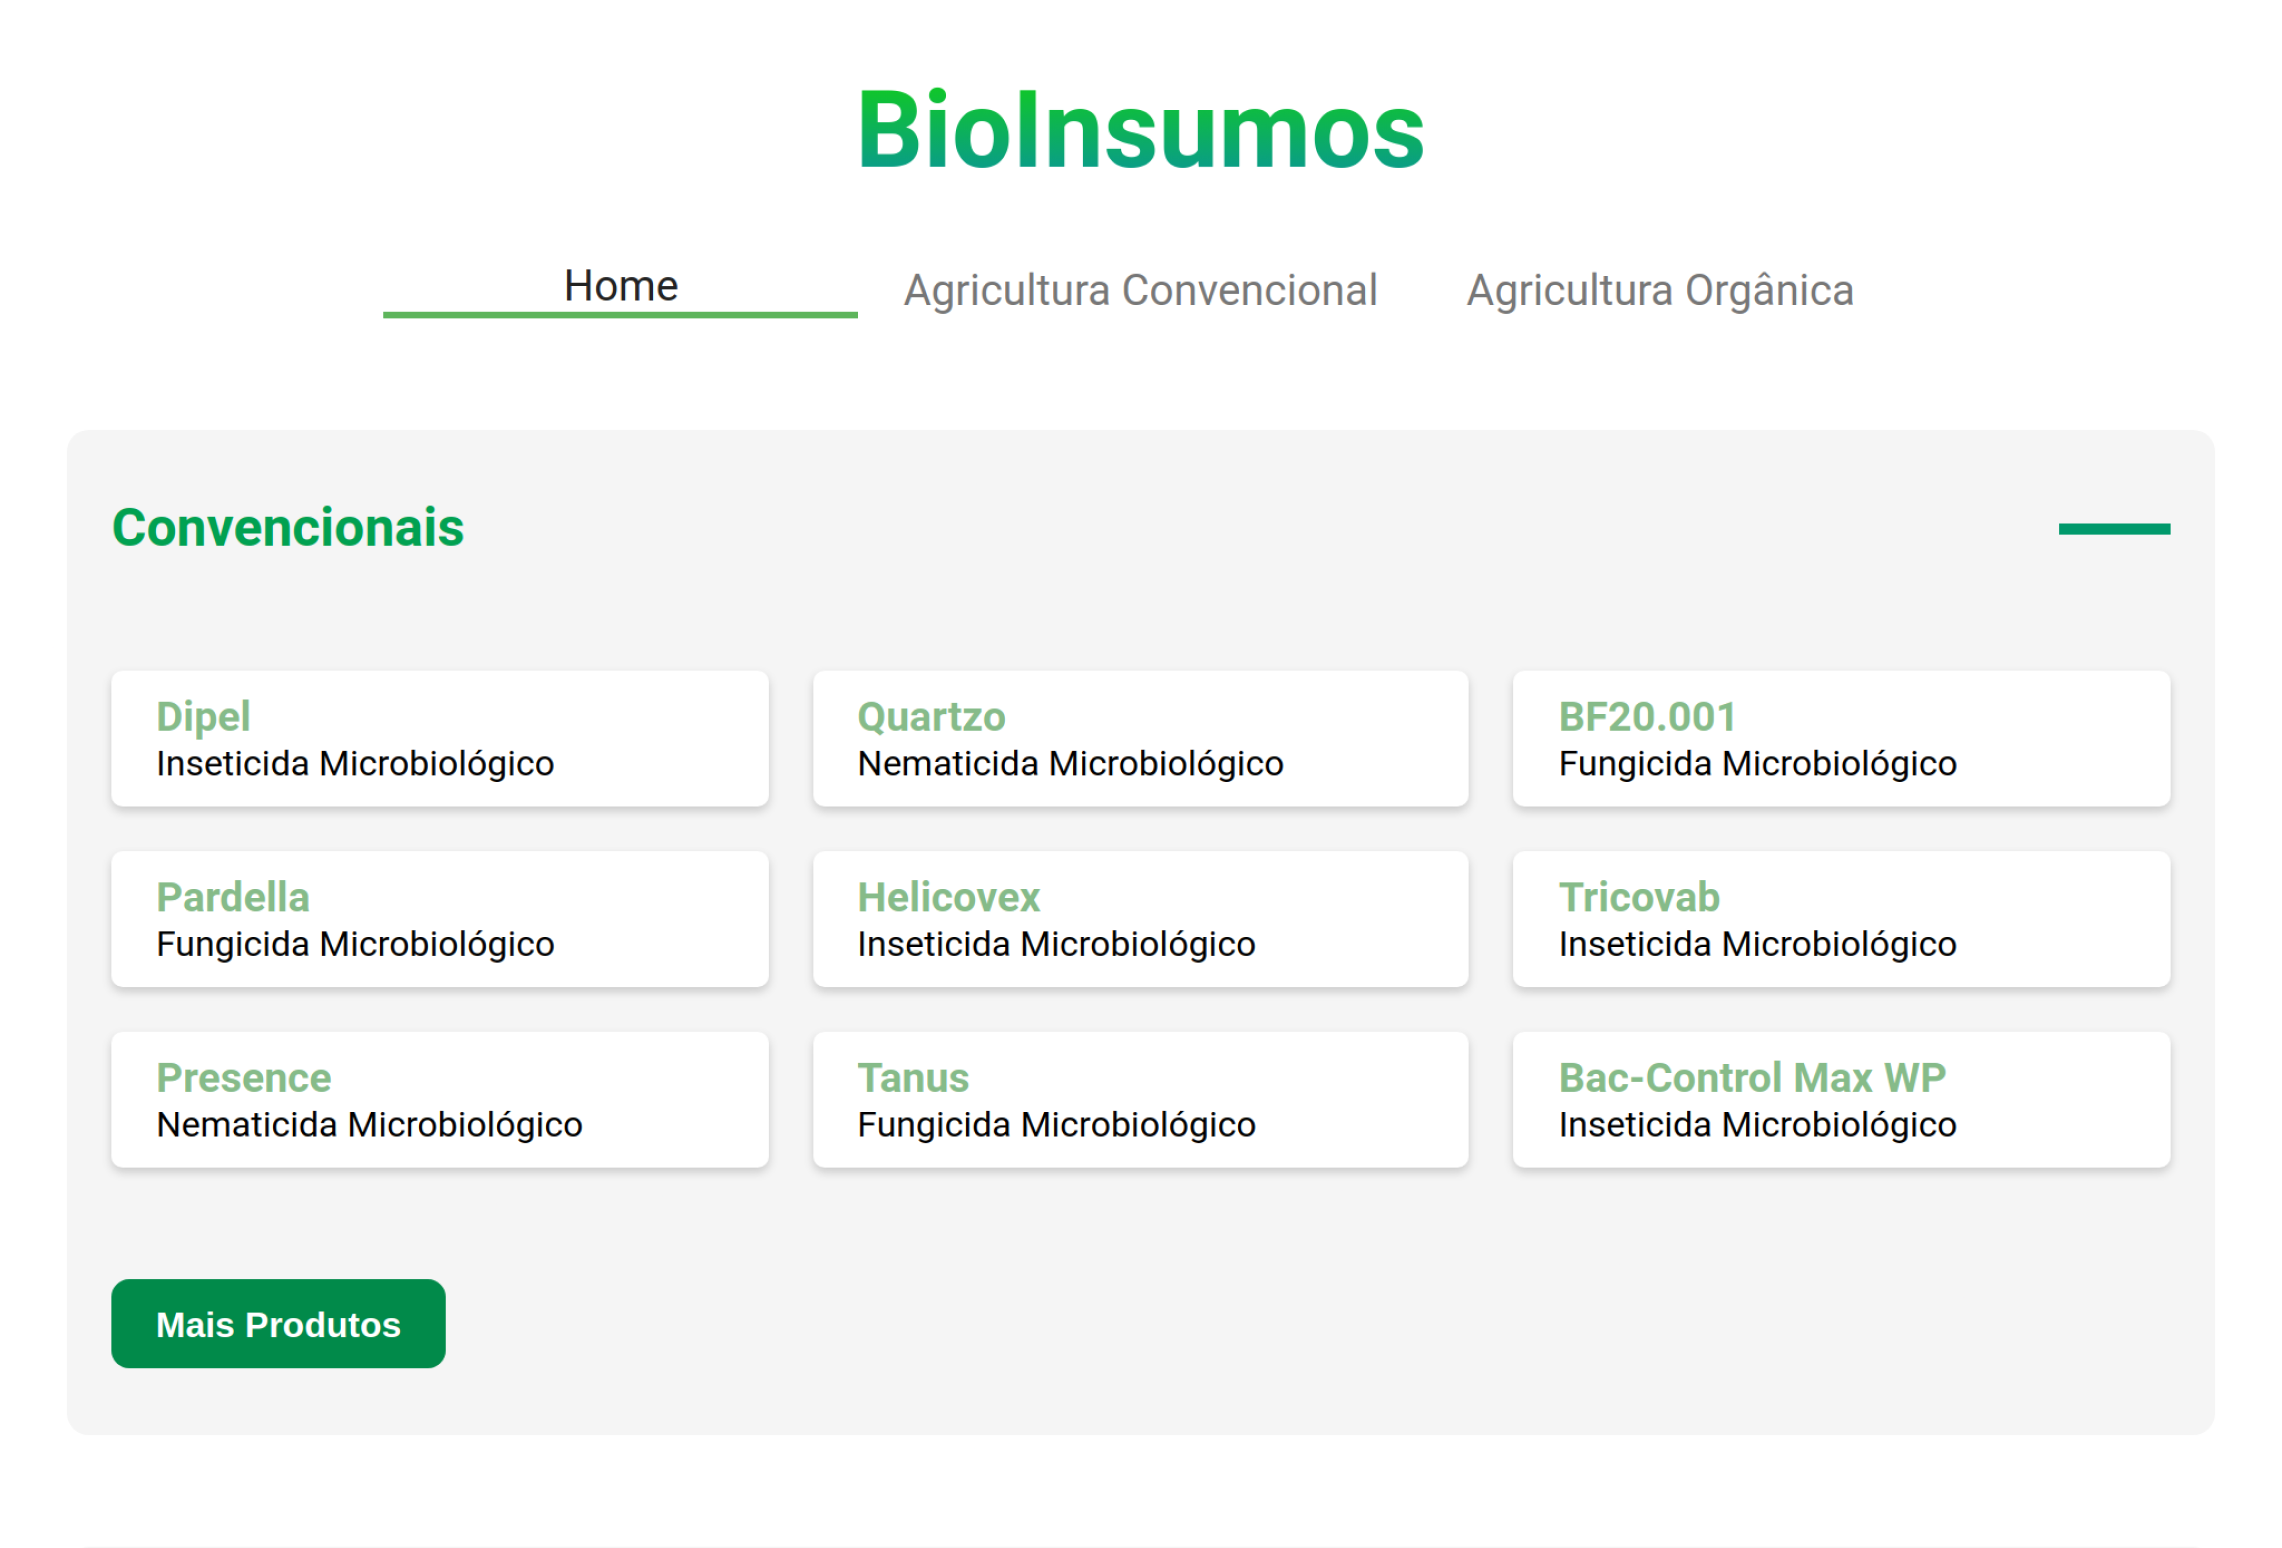 BioInsumos
Home
Agricultura Convencional
Agricultura Orgânica
Convencionais
Dipel
Inseticida Microbiológico
Quartzo
Nematicida Microbiológico
BF20.001
Fungicida Microbiológico
Pardella
Fungicida Microbiológico
Helicovex
Inseticida Microbiológico
Tricovab
Inseticida Microbiológico
Presence
Nematicida Microbiológico
Tanus
Fungicida Microbiológico
Bac-Control Max WP
Inseticida Microbiológico
Mais Produtos